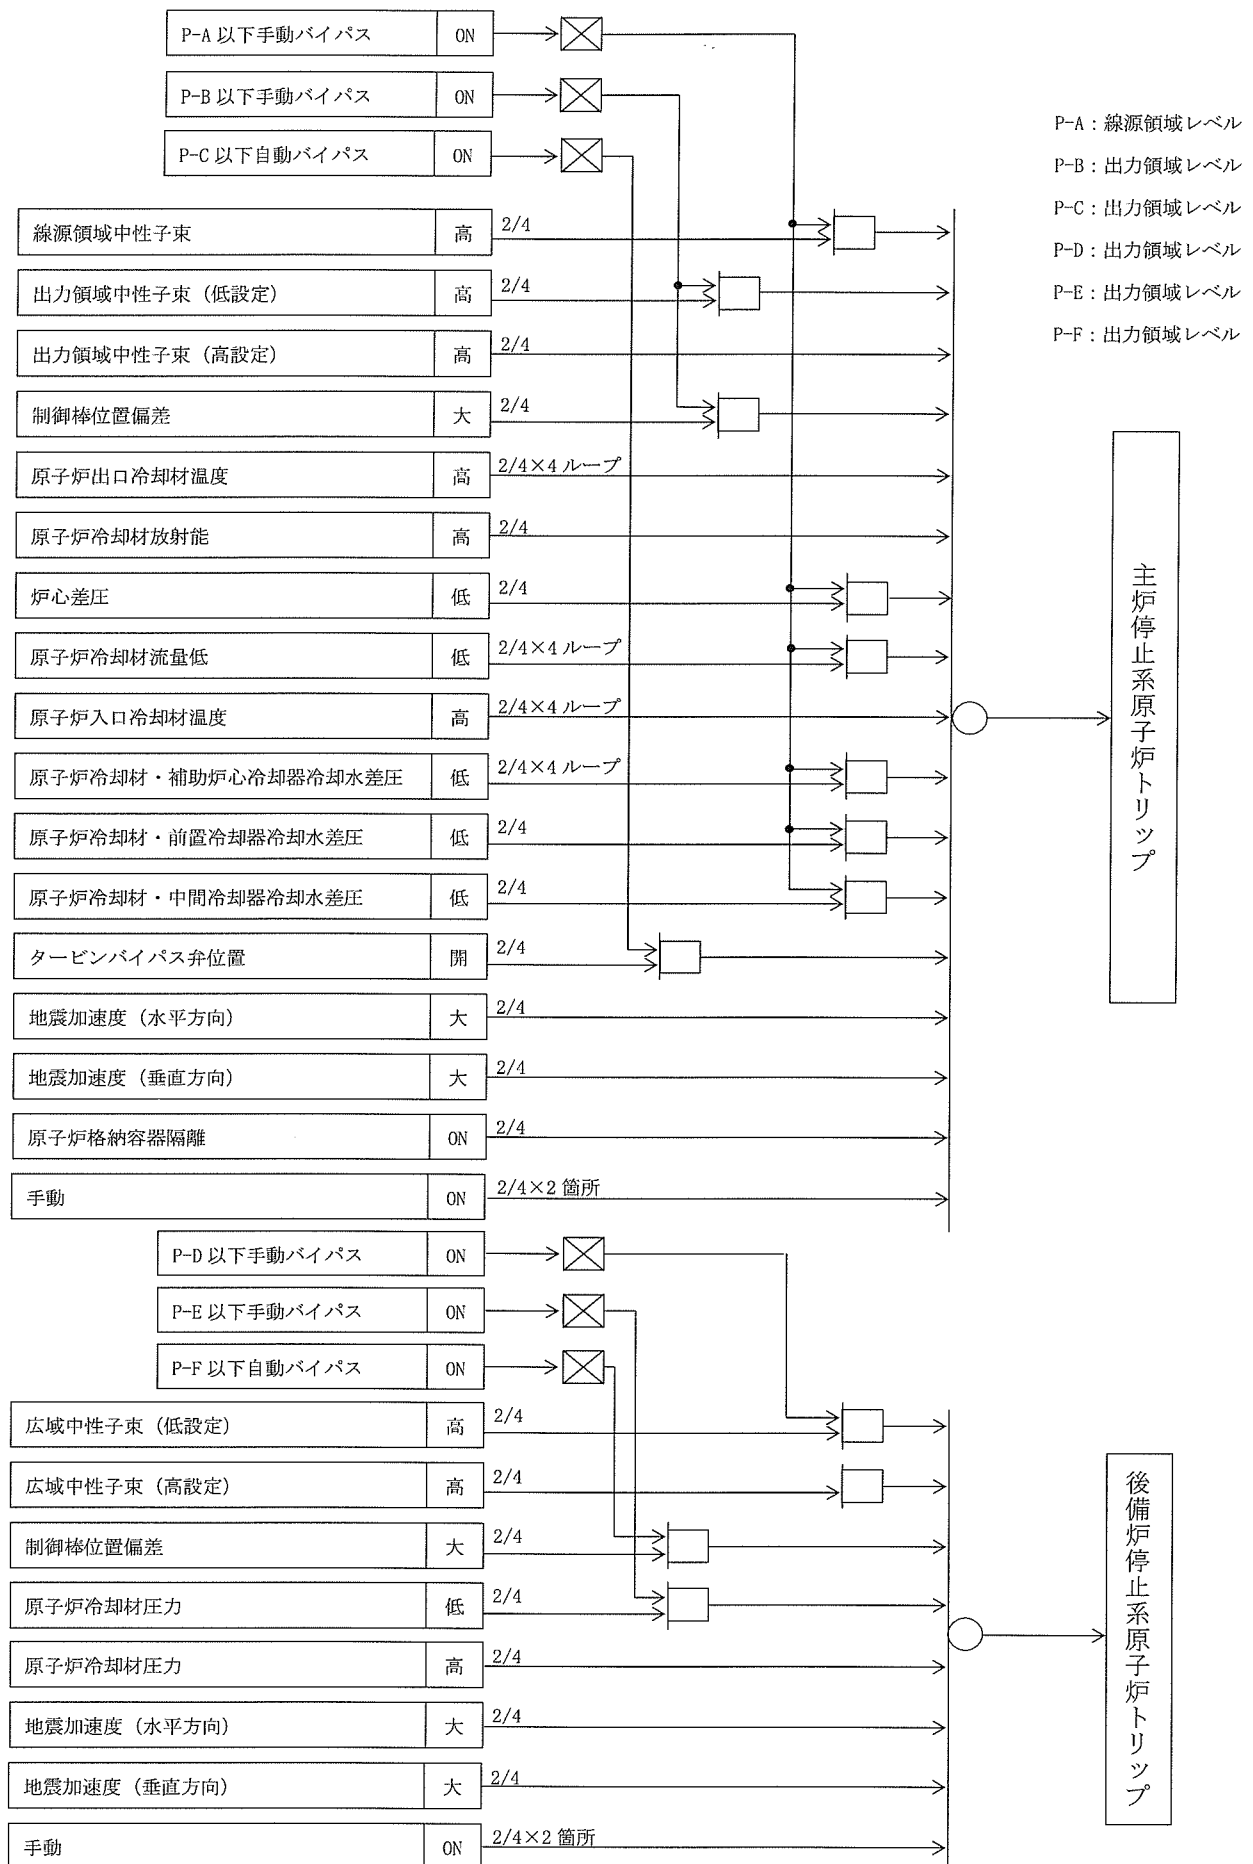 P-A 以下手動バイパス ON
P-B 以下手動バイパス ON
P-C 以下自動バイパス ON
P-A：線源領域レベル
P-B：出力領域レベル
P-C：出力領域レベル
P-D：出力領域レベル
P-E：出力領域レベル
P-F：出力領域レベル
線源領域中性子束 高 2/4
出力領域中性子束（低設定） 高 2/4
出力領域中性子束（高設定） 高 2/4
制御棒位置偏差 大 2/4
原子炉出口冷却材温度 高 2/4×4 ループ
原子炉冷却材放射能 高 2/4
炉心差圧 低 2/4
原子炉冷却材流量低 低 2/4×4 ループ
原子炉入口冷却材温度 高 2/4×4 ループ
原子炉冷却材・補助炉心冷却器冷却水差圧 低 2/4×4 ループ
原子炉冷却材・前置冷却器冷却水差圧 低 2/4
原子炉冷却材・中間冷却器冷却水差圧 低 2/4
タービンバイパス弁位置 開 2/4
地震加速度（水平方向） 大 2/4
地震加速度（垂直方向） 大 2/4
原子炉格納容器隔離 ON 2/4
手動 ON 2/4×2 箇所
主炉停止系原子炉トリップ
P-D 以下手動バイパス ON
P-E 以下手動バイパス ON
P-F 以下自動バイパス ON
広域中性子束（低設定） 高 2/4
広域中性子束（高設定） 高 2/4
制御棒位置偏差 大 2/4
原子炉冷却材圧力 低 2/4
原子炉冷却材圧力 高 2/4
地震加速度（水平方向） 大 2/4
地震加速度（垂直方向） 大 2/4
手動 ON 2/4×2 箇所
後備炉停止系原子炉トリップ